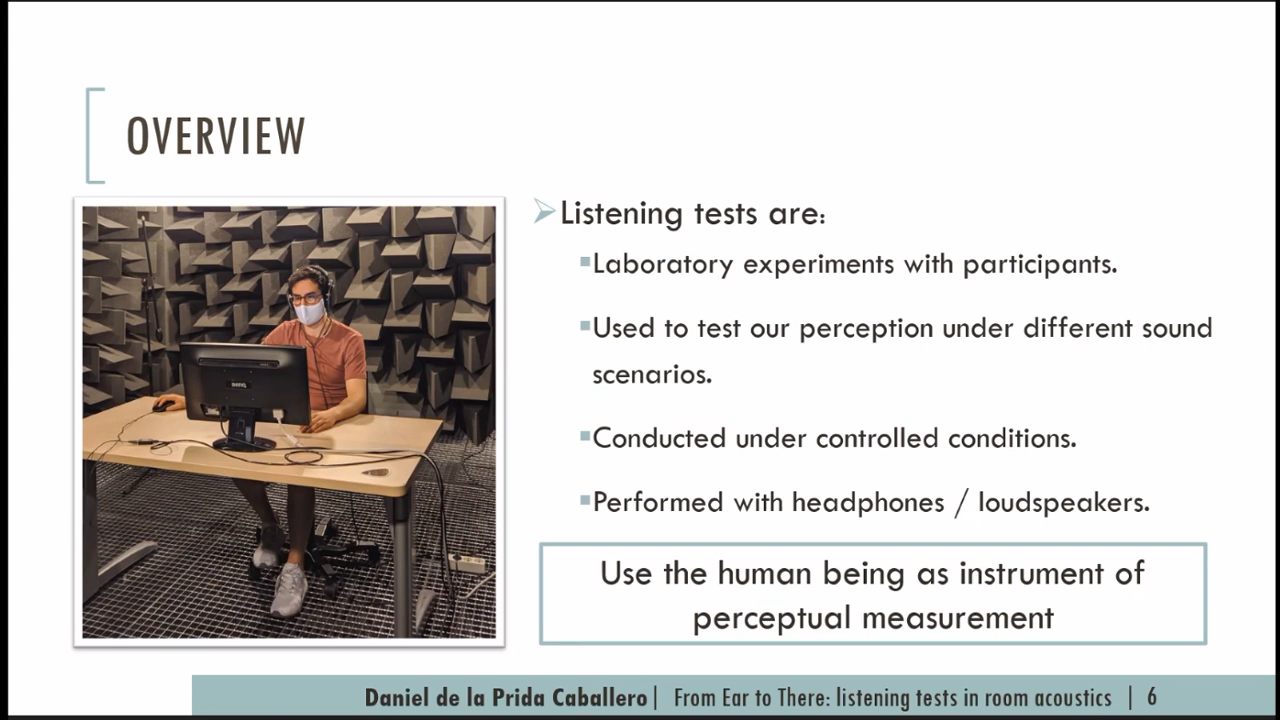 OVERVIEW
Listening tests are:
Laboratory experiments with participants.
Used to test our perception under different sound
scenarios.
Conducted under controlled conditions.
Performed with headphones / loudspeakers.
Use the human being as instrument of
perceptual measurement
BenQ
Daniel de la Prida Caballero| From Ear to There: listening tests in room acoustics | 6